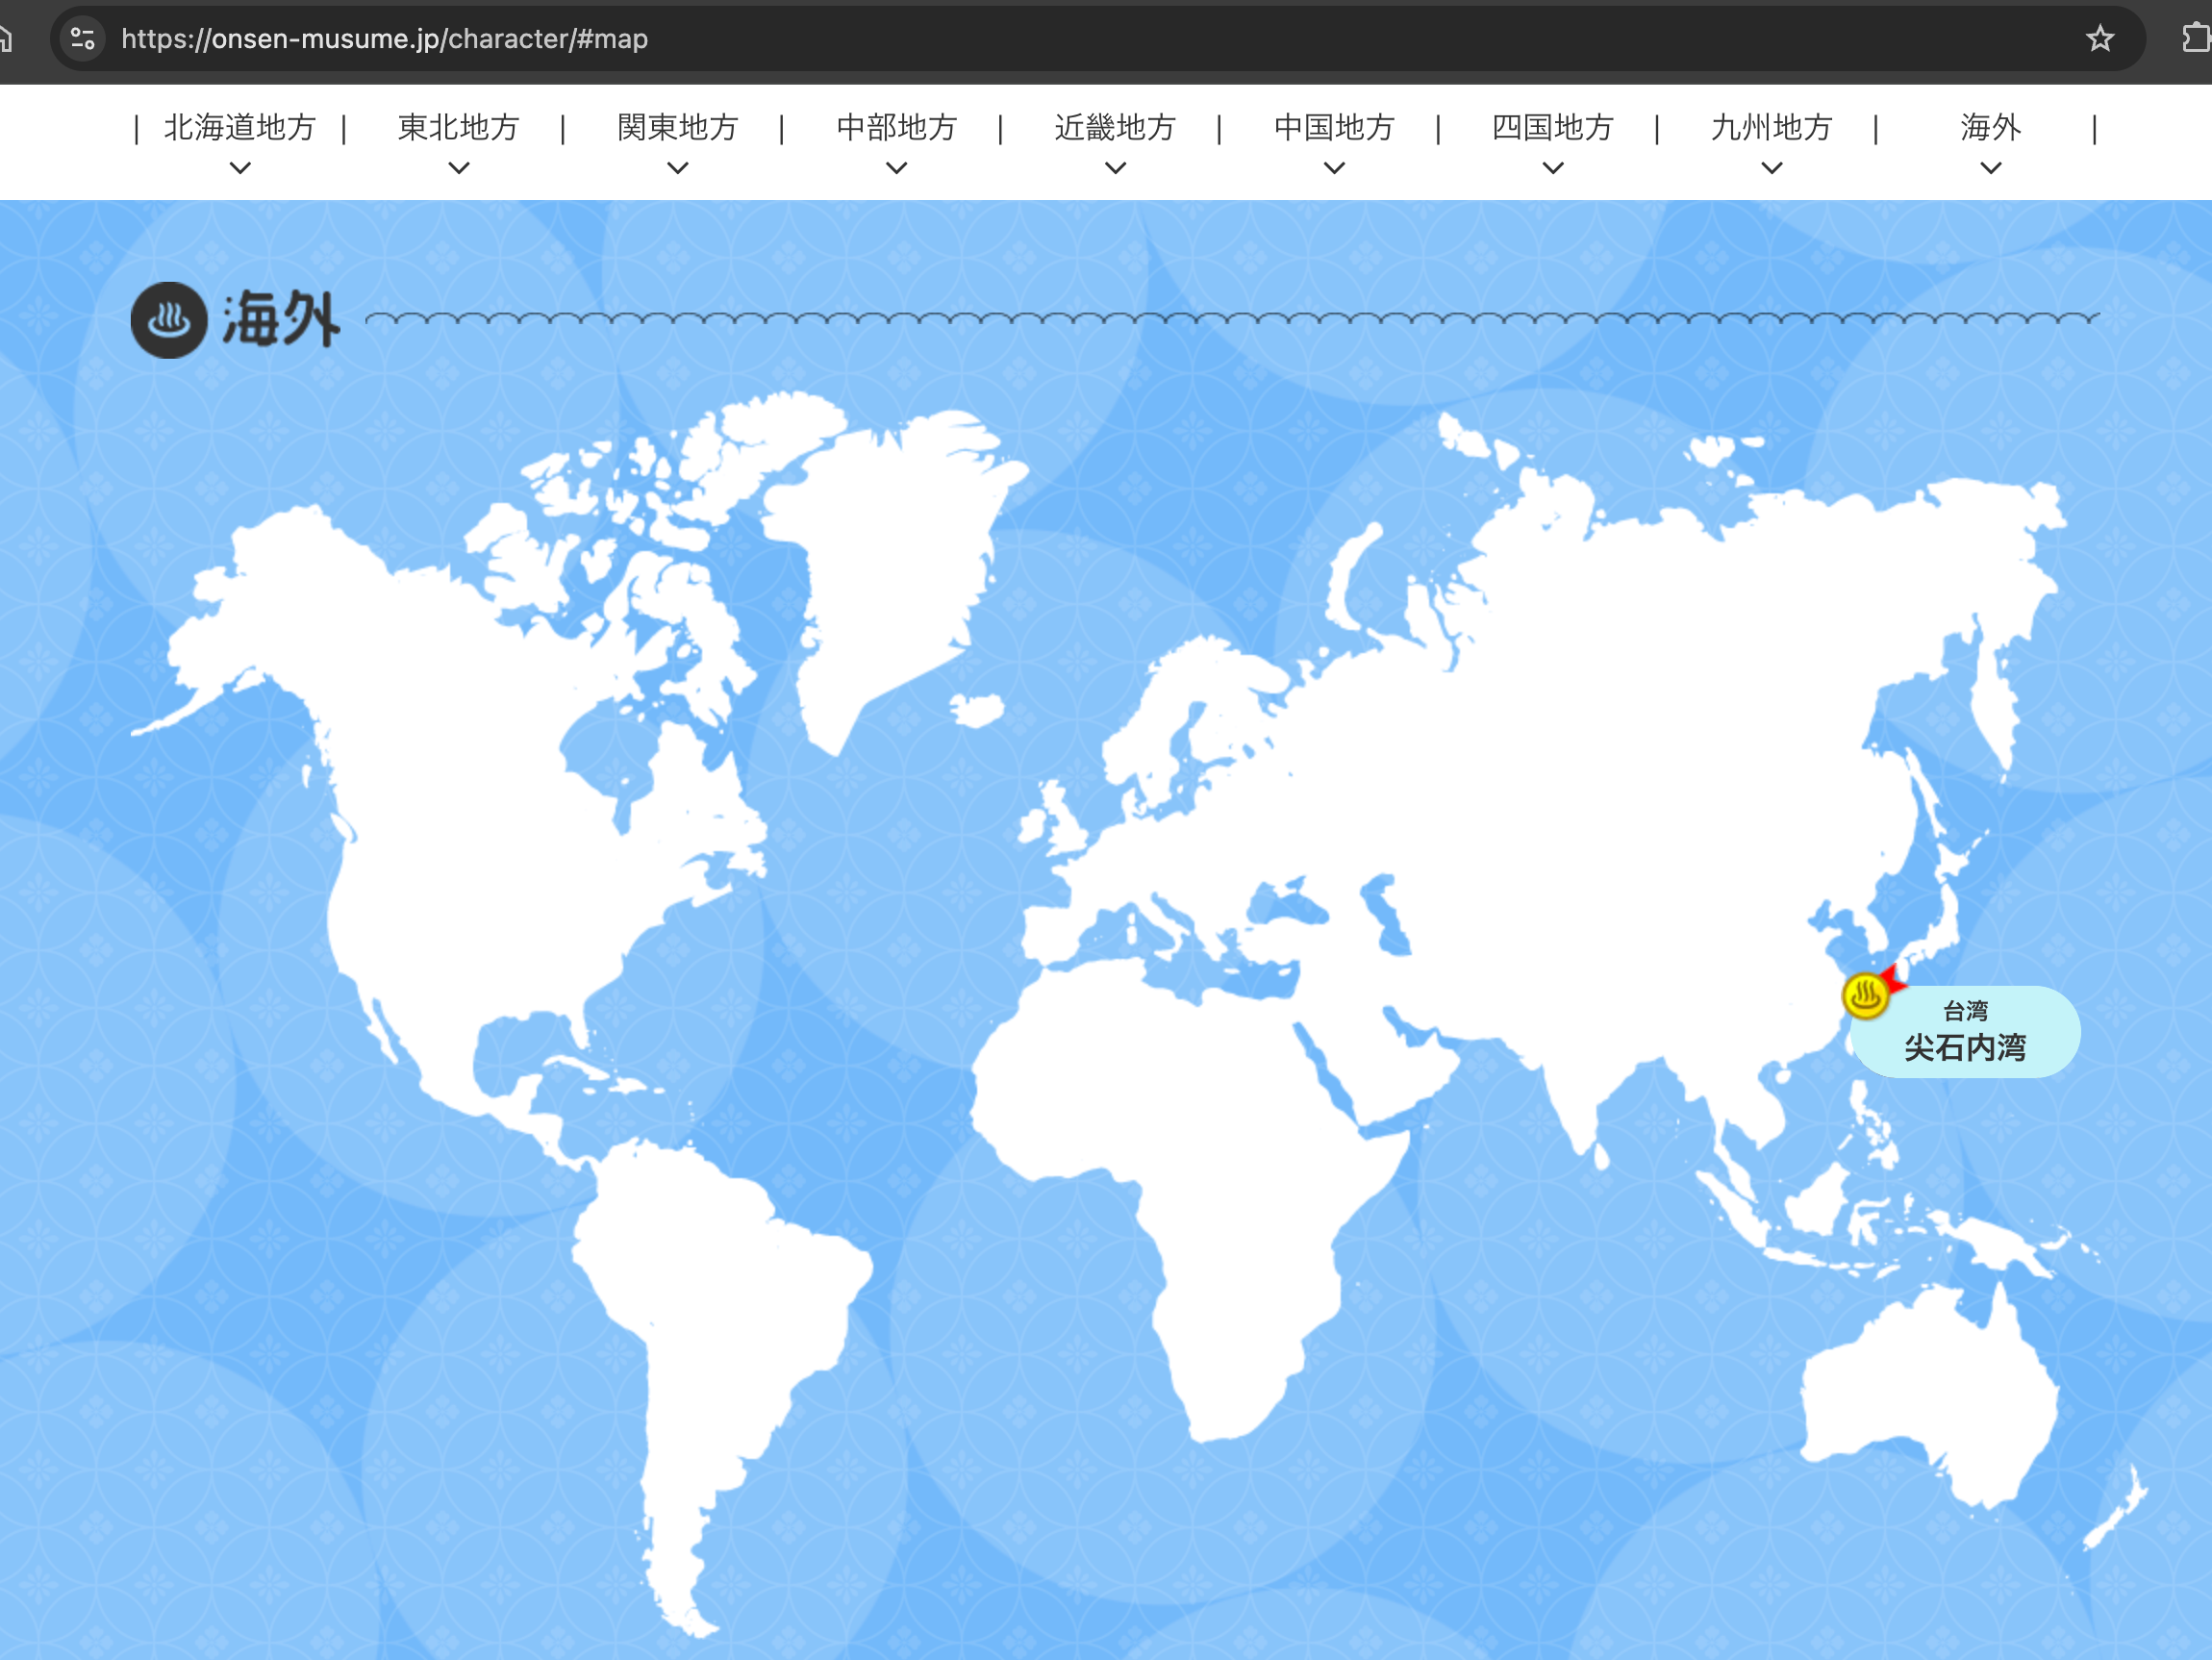 https://onsen-musume.jp/character/#map
北海道地方
東北地方
関東地方
中部地方
近畿地方
中国地方
四国地方
九州地方
海外
海外
台湾
尖石内湾